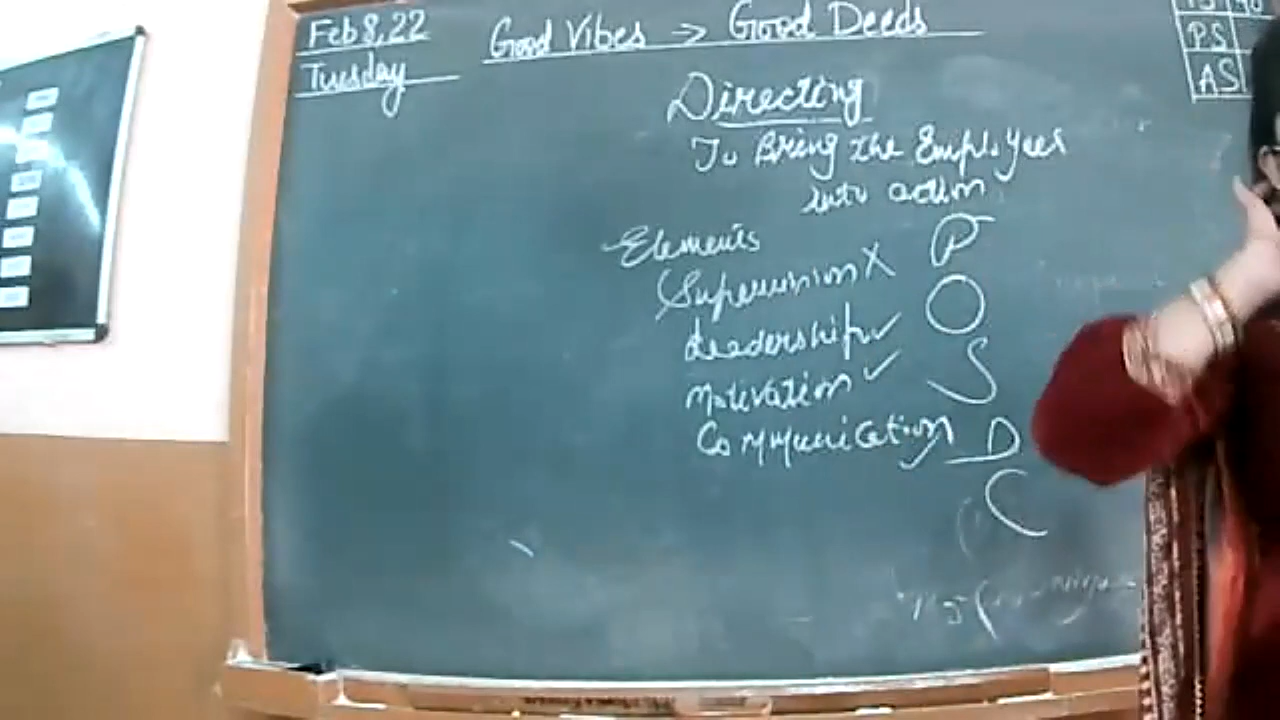 Feb 8, 22
Tuesday
Good Vibes → Good Deeds
PS
AS
Directing
To Bring the Employees
into action
Elements
Supervision X
Leadership ✓
Motivation ✓
Communication ✓
P
O
S
D
C